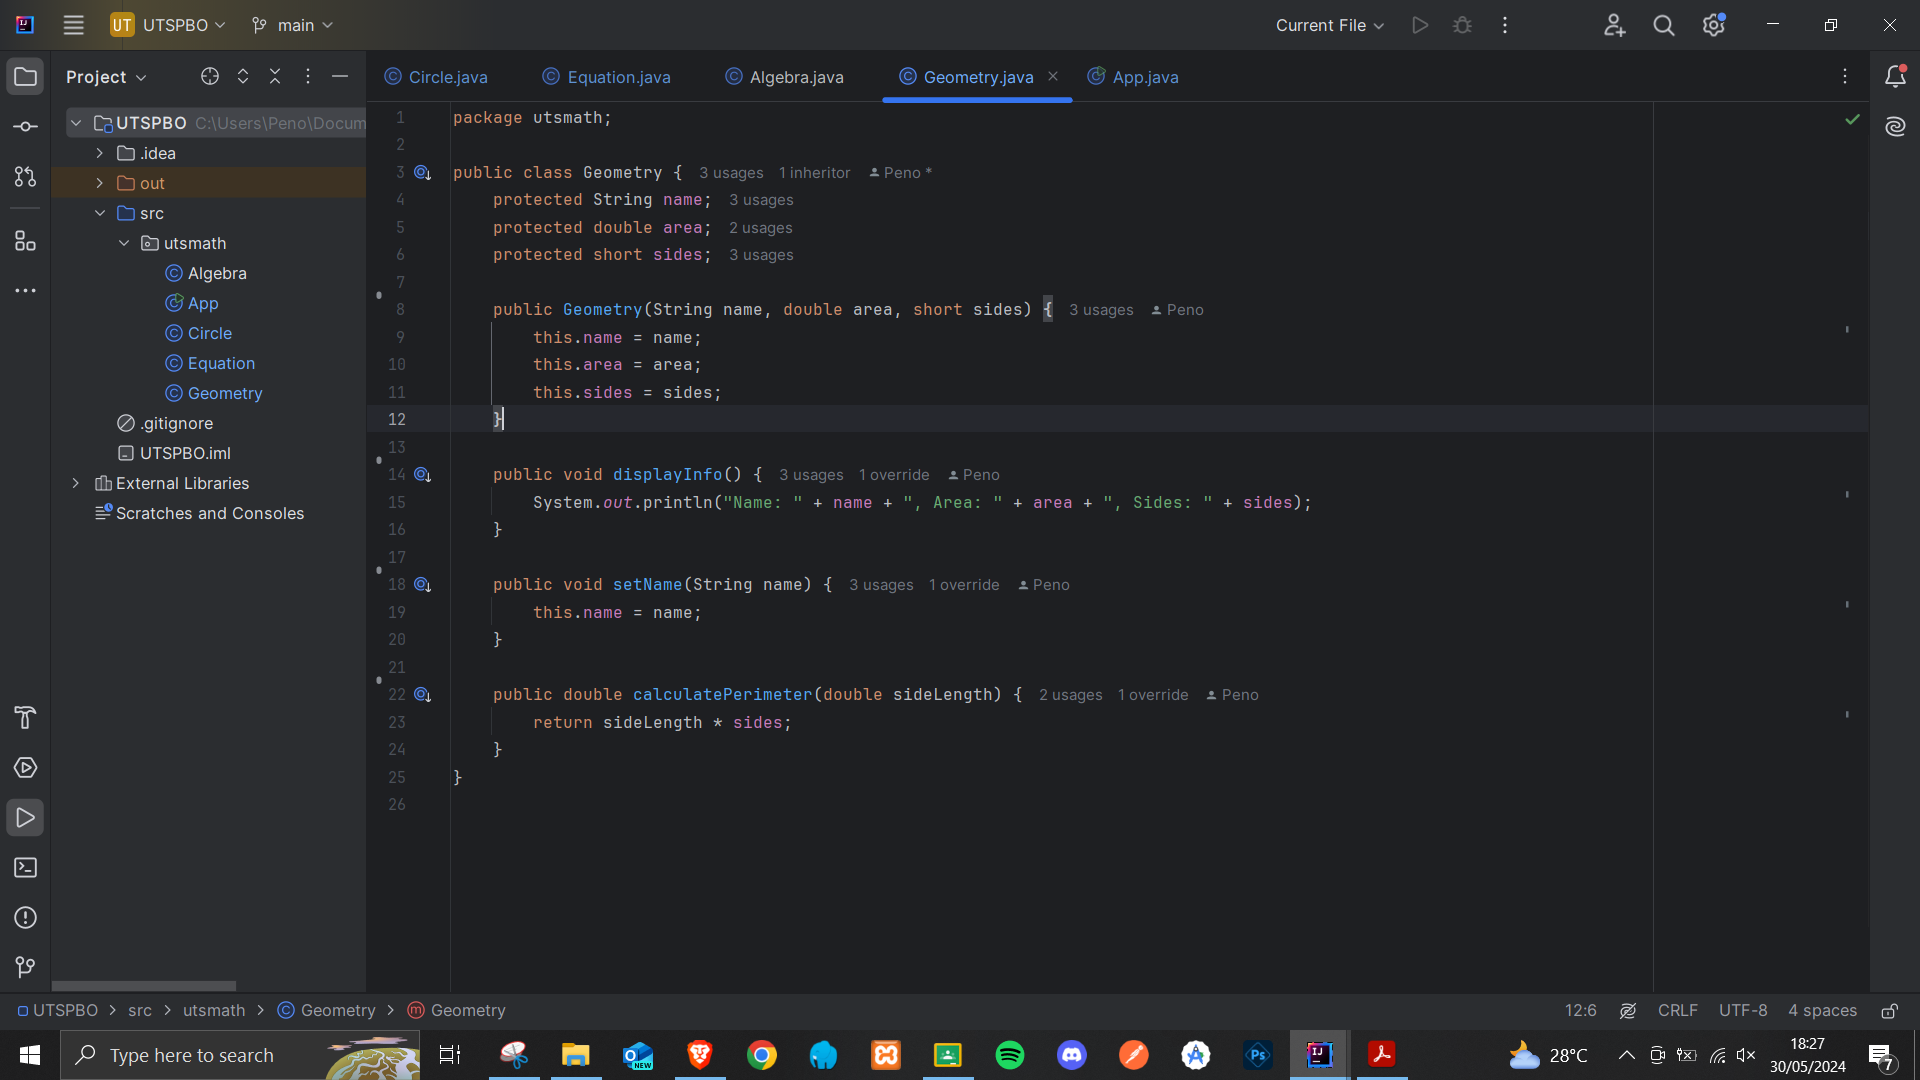 UT UTSPBO main Current File
Project
Circle.java Equation.java Algebra.java Geometry.java App.java
UTSPBO C:\Users\Peno\Docum
.idea
out
src
utsmath
Algebra
App
Circle
Equation
Geometry
.gitignore
UTSPBO.iml
External Libraries
Scratches and Consoles
1 package utsmath;
2
3 public class Geometry { 3 usages 1 inheritor Peno *
4 protected String name; 3 usages
5 protected double area; 2 usages
6 protected short sides; 3 usages
7
8 public Geometry(String name, double area, short sides) { 3 usages Peno
9 this.name = name;
10 this.area = area;
11 this.sides = sides;
12 }
13
14 public void displayInfo() { 3 usages 1 override Peno
15 System.out.println("Name: " + name + ", Area: " + area + ", Sides: " + sides);
16 }
17
18 public void setName(String name) { 3 usages 1 override Peno
19 this.name = name;
20 }
21
22 public double calculatePerimeter(double sideLength) { 2 usages 1 override Peno
23 return sideLength * sides;
24 }
25 }
26
UTSPBO > src > utsmath > Geometry > Geometry 12:6 CRLF UTF-8 4 spaces
Type here to search 28°C 18:27
30/05/2024 7